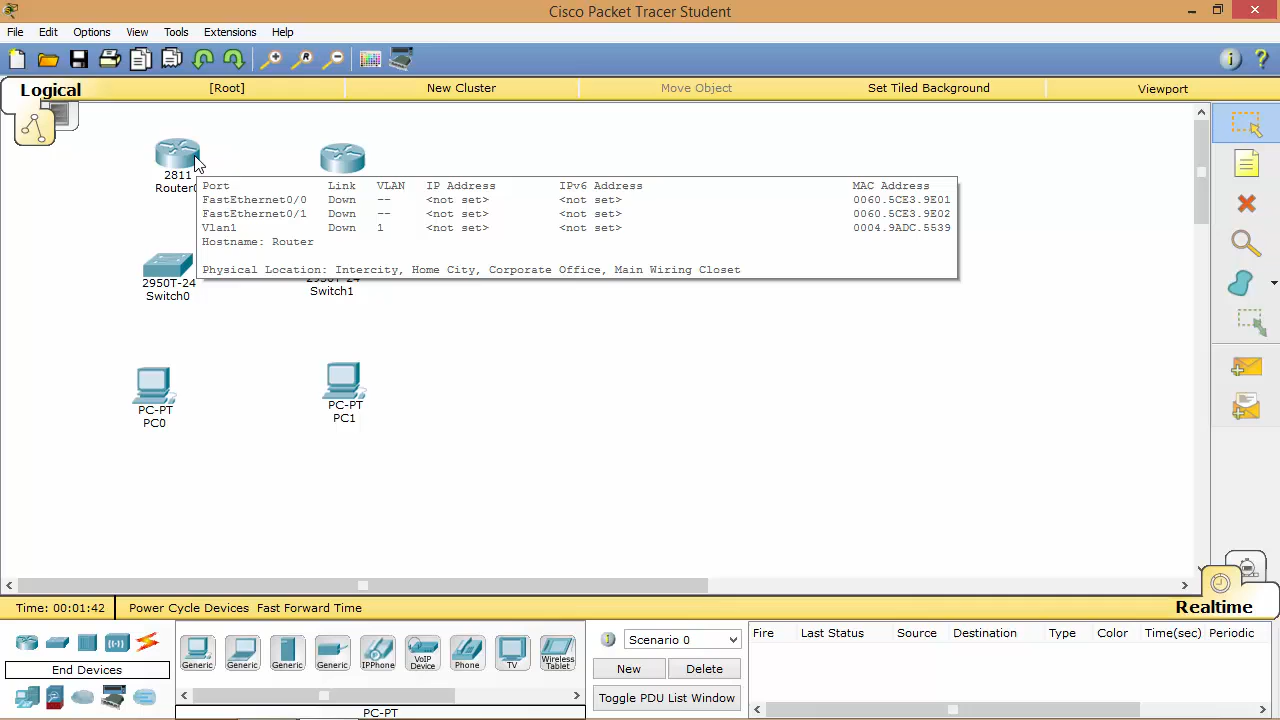 Cisco Packet Tracer Student
File Edit Options View Tools Extensions Help
Logical [Root] New Cluster Move Object Set Tiled Background Viewport
2811
Router0
Port Link VLAN IP Address IPv6 Address MAC Address
FastEthernet0/0 Down -- <not set> <not set> 0060.5CE3.9E01
FastEthernet0/1 Down -- <not set> <not set> 0060.5CE3.9E02
Vlan1 Down 1 <not set> <not set> 0004.9ADC.5539
Hostname: Router
Physical Location: Intercity, Home City, Corporate Office, Main Wiring Closet
2950T-24
Switch0
2950T-24
Switch1
PC-PT
PC0
PC-PT
PC1
Realtime
Time: 00:01:42 Power Cycle Devices Fast Forward Time
Generic Generic Generic Generic IPPhone VoIP Device Phone TV Wireless Tablet
End Devices
PC-PT
Scenario 0
New Delete
Toggle PDU List Window
Fire Last Status Source Destination Type Color Time(sec) Periodic